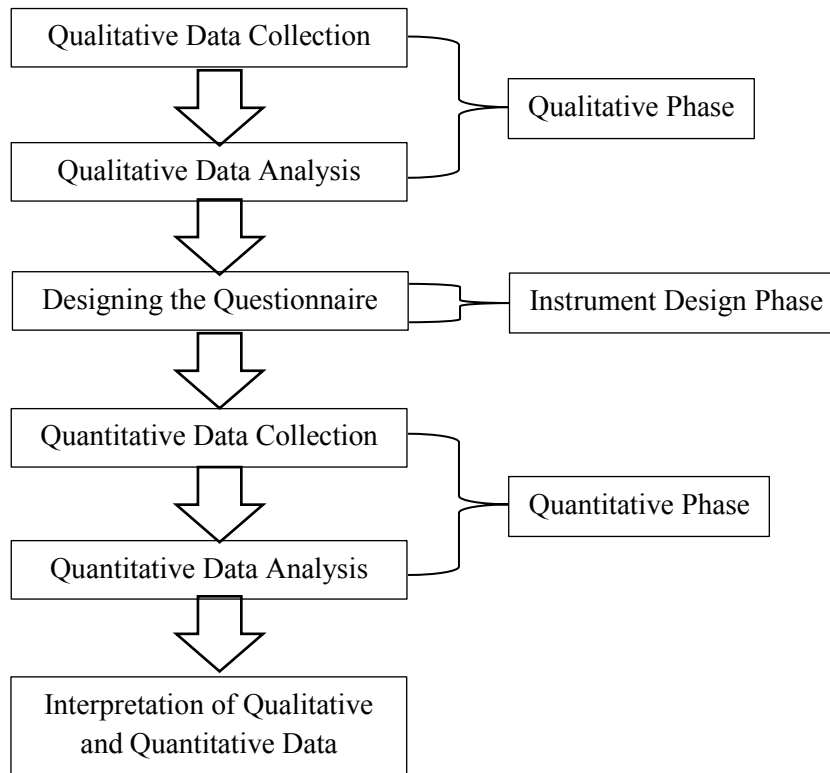 Qualitative Data Collection
Qualitative Phase
Qualitative Data Analysis
Designing the Questionnaire
Instrument Design Phase
Quantitative Data Collection
Quantitative Phase
Quantitative Data Analysis
Interpretation of Qualitative
and Quantitative Data